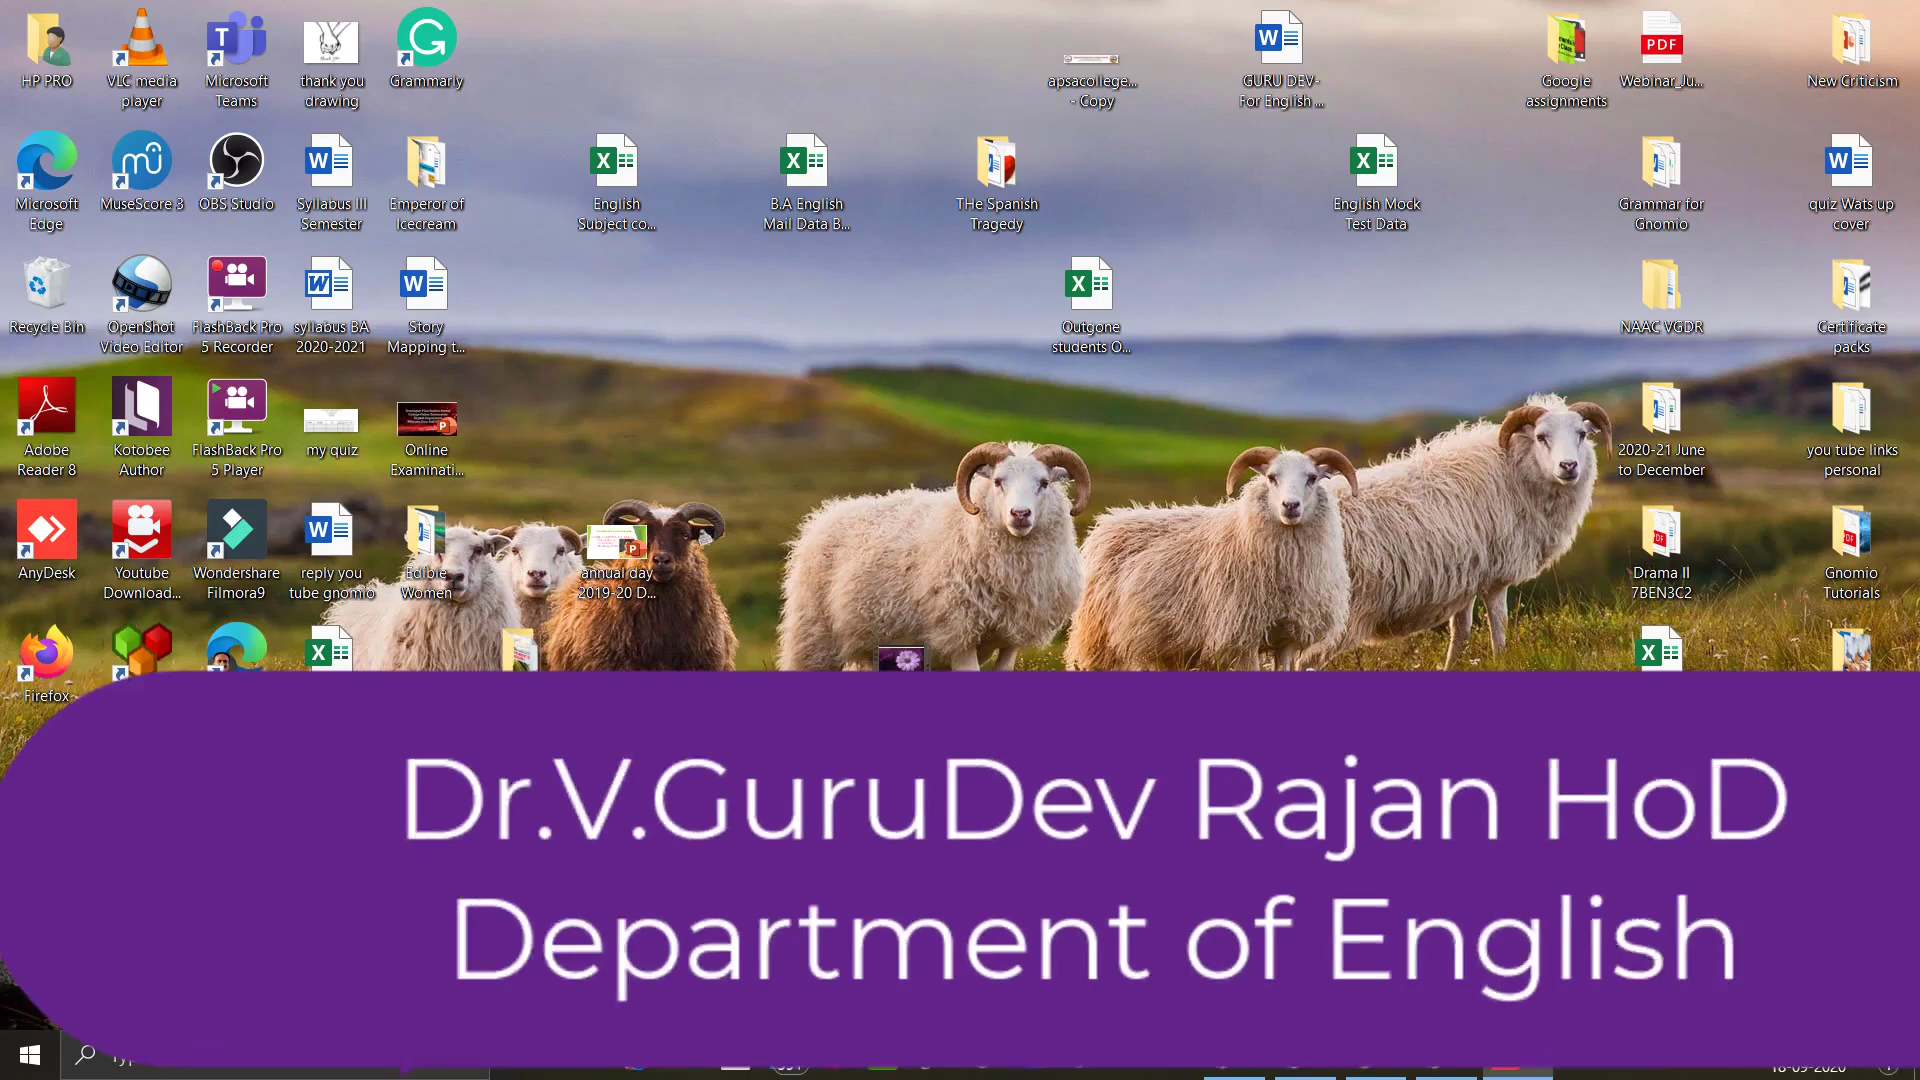 HP PRO
VLC media
player
Microsoft
Teams
thank you
drawing
Grammarly
apsacollege...
- Copy
GURU DEV-
For English ...
Google
assignments
PDF
Webinar_Ju...
New Criticism
Microsoft
Edge
MuseScore 3
OBS Studio
Syllabus III
Semester
Emperor of
Icecream
English
Subject co...
B.A English
Mail Data B...
THe Spanish
Tragedy
English Mock
Test Data
Grammar for
Gnomio
quiz Wats up
cover
Recycle Bin
OpenShot
Video Editor
FlashBack Pro
5 Recorder
syllabus BA
2020-2021
Story
Mapping t...
Outgone
students O...
NAAC VGDR
Certificate
packs
Adobe
Reader 8
Kotobee
Author
FlashBack Pro
5 Player
my quiz
Online
Examinati...
2020-21 June
to December
you tube links
personal
AnyDesk
Youtube
Download...
Wondershare
Filmora9
reply you
tube gnomio
Edible
Women
annual day
2019-20 D...
Drama II
7BEN3C2
Gnomio
Tutorials
Firefox
Dr.V.GuruDev Rajan HoD
Department of English
18-09-2020